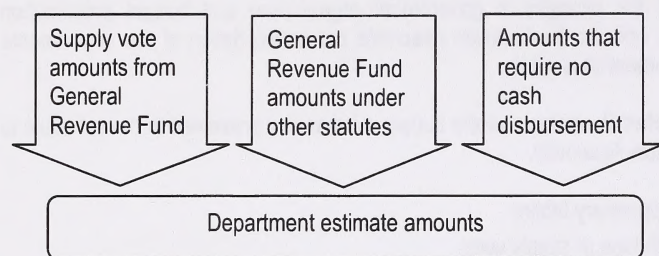 Supply vote
amounts from
General
Revenue Fund
General
Revenue Fund
amounts under
other statutes
Amounts that
require no
cash
disbursement
Department estimate amounts